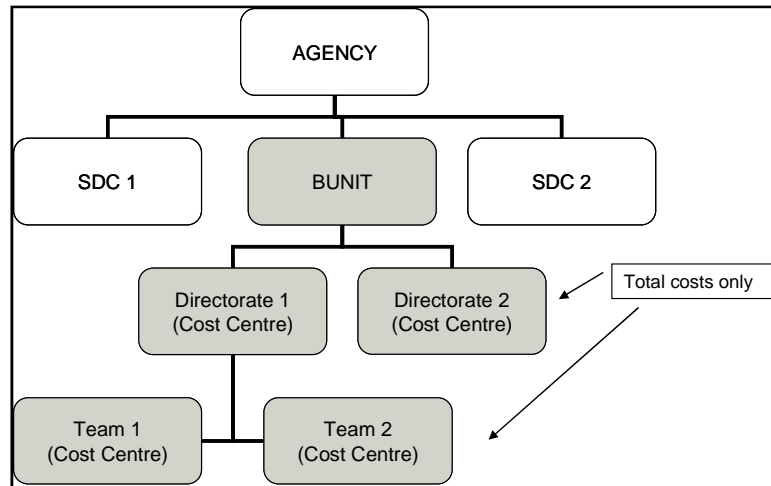 AGENCY
SDC 1
BUNIT
SDC 2
Directorate 1
(Cost Centre)
Directorate 2
(Cost Centre)
Total costs only
Team 1
(Cost Centre)
Team 2
(Cost Centre)